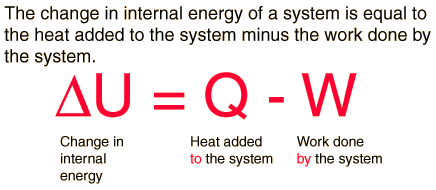 The change in internal energy of a system is equal to
the heat added to the system minus the work done by
the system.
ΔU = Q - W
Change in internal energy
Heat added to the system
Work done by the system